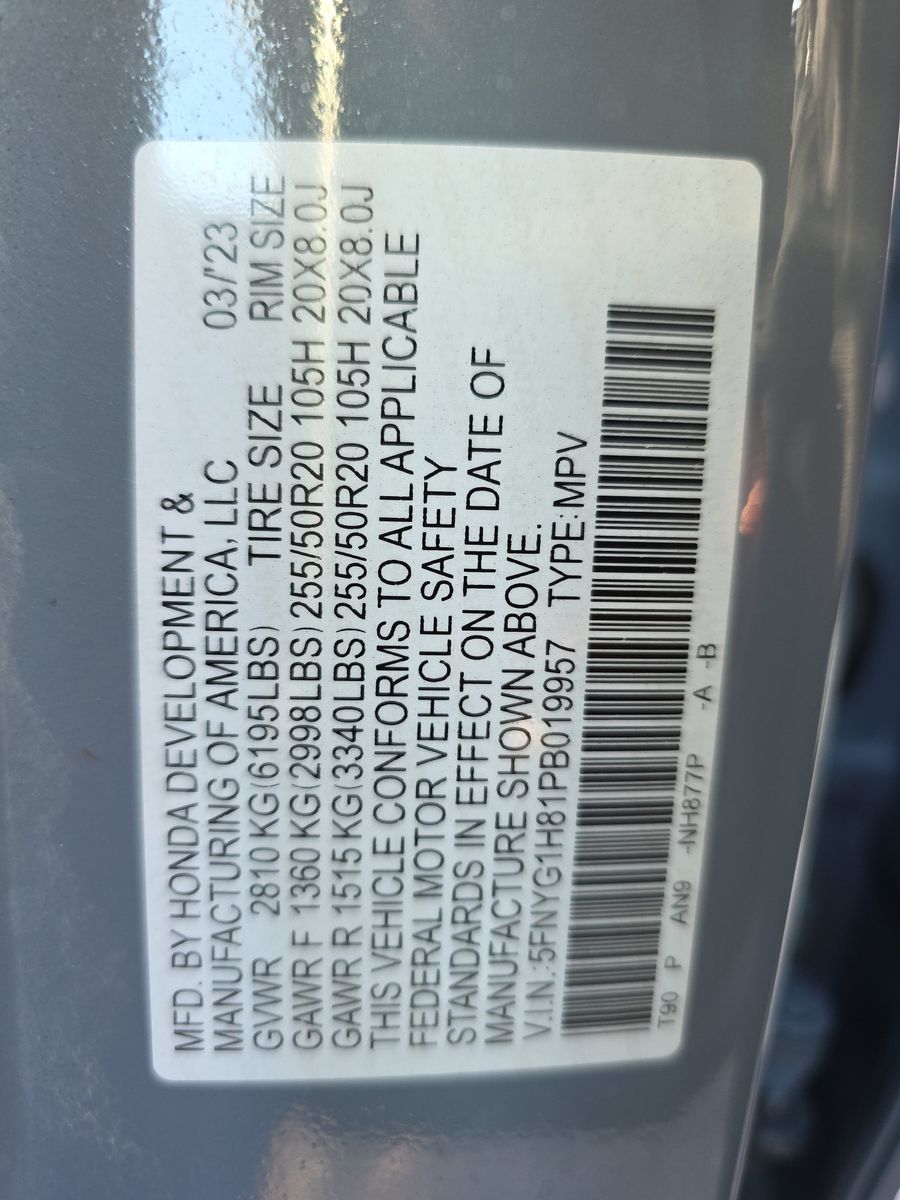 MFD. BY HONDA DEVELOPMENT &
MANUFACTURING OF AMERICA, LLC 03/'23
GVWR 2810 KG(6195LBS) TIRE SIZE RIM SIZE
GAWR F 1360 KG(2998LBS) 255/50R20 105H 20X8.0J
GAWR R 1515 KG(3340LBS) 255/50R20 105H 20X8.0J
THIS VEHICLE CONFORMS TO ALL APPLICABLE
FEDERAL MOTOR VEHICLE SAFETY
STANDARDS IN EFFECT ON THE DATE OF
MANUFACTURE SHOWN ABOVE.
V.I.N.:5FNYG1H81PB019957 TYPE:MPV
T90 P AN9 -NH877P -A -B